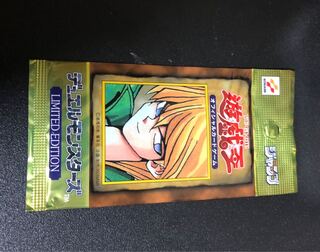 遊戯王
オフィシャルカードゲーム
デュエルモンスターズ
LIMITED EDITION
KONAMI
ジャンプ